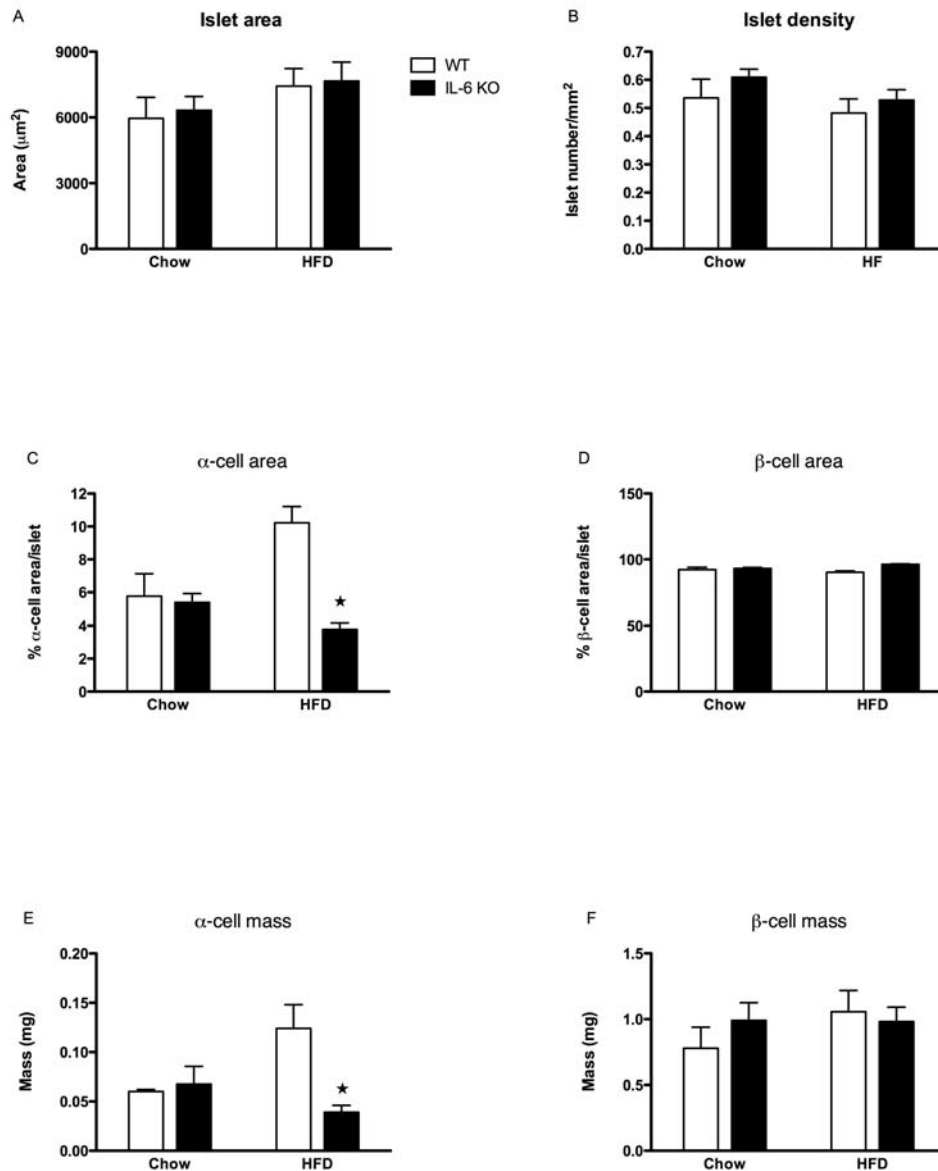 A
Islet area
Area (μm²)
9000
6000
3000
0
Chow
HFD
WT
IL-6 KO
B
Islet density
Islet number/mm²
0.7
0.6
0.5
0.4
0.3
0.2
0.1
0.0
Chow
HF
C
α-cell area
% α-cell area/islet
12
10
8
6
4
2
0
★
Chow
HFD
D
β-cell area
% β-cell area/islet
150
100
50
0
Chow
HFD
E
α-cell mass
Mass (mg)
0.20
0.15
0.10
0.05
0.00
★
Chow
HFD
F
β-cell mass
Mass (mg)
1.5
1.0
0.5
0.0
Chow
HFD